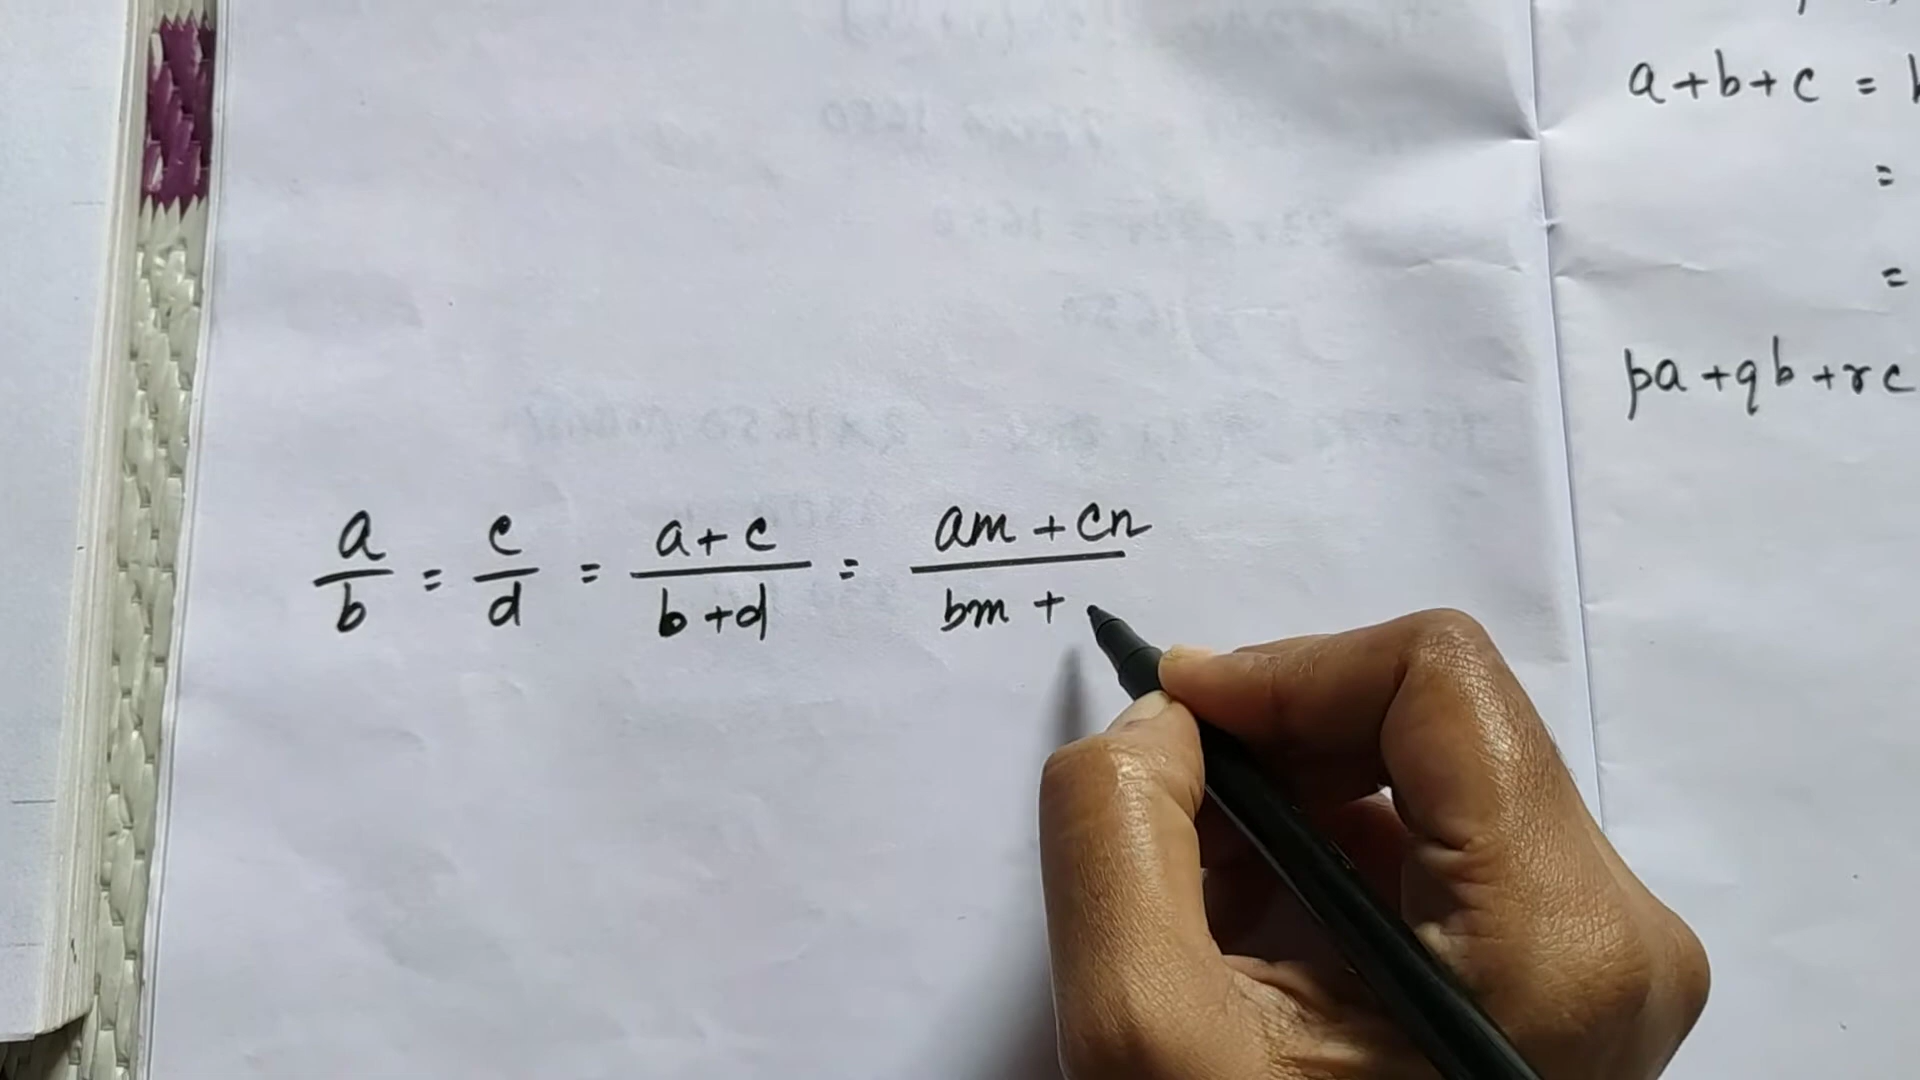 a+b+c =
=
=
pa+qb+rc
a/b = c/d = a+c/b+d = am+cn/bm+